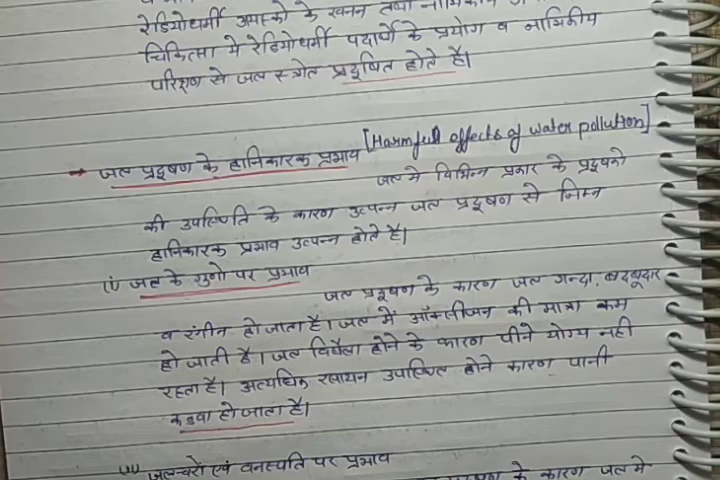 रेडियोधर्मी अयस्को के खनन तथा
चिकित्सा मे रेडियोधर्मी पदार्थो के प्रयोग व नाभिकीय
परिक्षण से जल स्त्रोत प्रदूषित होते है।
→ जल प्रदूषण के हानिकारक प्रभाव [Harmful effects of water pollution]
जल मे विभिन्न प्रकार के प्रदूषको
की उपस्थिति के कारण उत्पन्न जल प्रदूषण से निम्न
हानिकारक प्रभाव उत्पन्न होते है।
(i) जल के गुणो पर प्रभाव
जल प्रदूषण के कारण जल गन्दा, बदबूदार
व रंगीन हो जाता है। जल में ऑक्सीजन की मात्रा कम
हो जाती है। जल विषैला होने के कारण पीने योग्य नही
रहता है। अत्यधिक रसायन उपस्थित होने कारण पानी
कडवा हो जाता है।
(ii) जलचरों एवं वनस्पति पर प्रभाव
के कारण जल मे